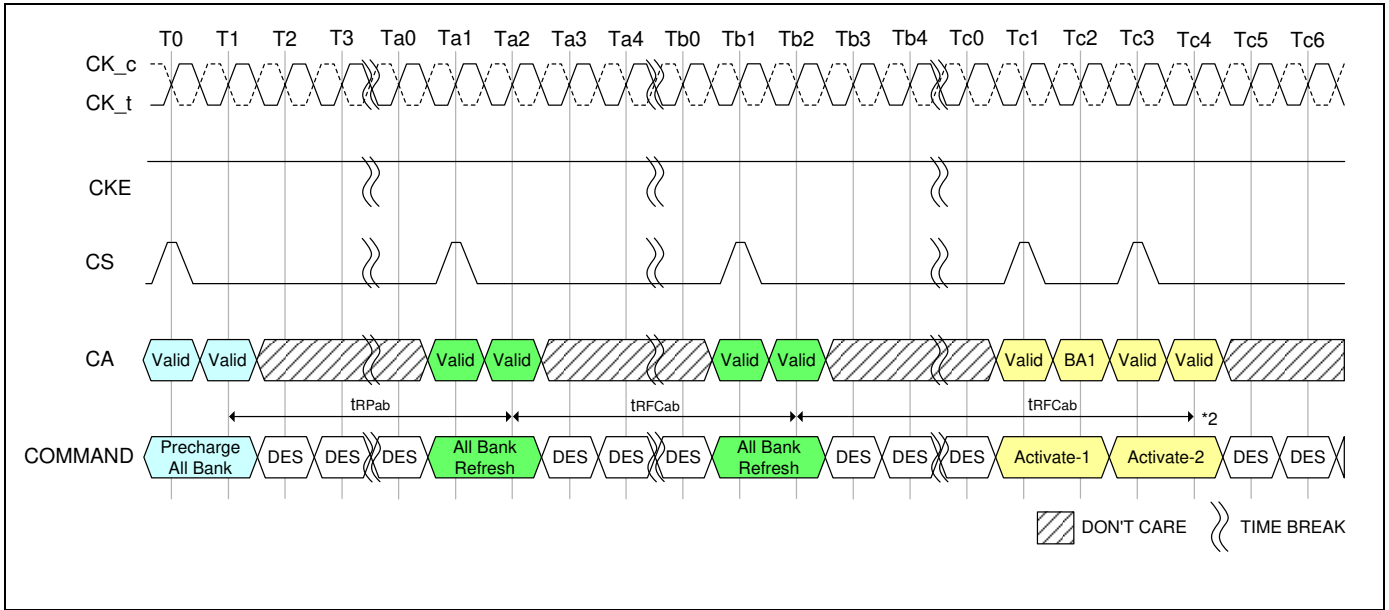 T0 T1 T2 T3 Ta0 Ta1 Ta2 Ta3 Ta4 Tb0 Tb1 Tb2 Tb3 Tb4 Tc0 Tc1 Tc2 Tc3 Tc4 Tc5 Tc6
CK_c
CK_t
CKE
CS
CA Valid Valid Valid Valid Valid Valid Valid BA1 Valid Valid
tRPab tRFCab tRFCab *2
COMMAND Precharge All Bank DES DES DES All Bank Refresh DES DES DES All Bank Refresh DES DES DES Activate-1 Activate-2 DES DES
DON'T CARE TIME BREAK